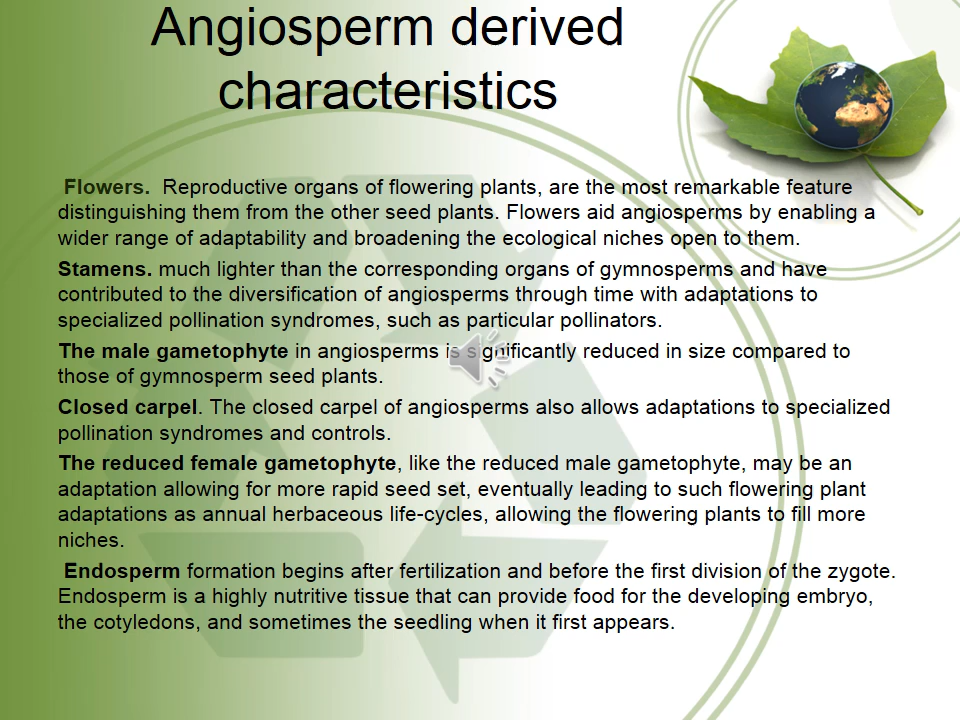 Angiosperm derived
characteristics
Flowers. Reproductive organs of flowering plants, are the most remarkable feature
distinguishing them from the other seed plants. Flowers aid angiosperms by enabling a
wider range of adaptability and broadening the ecological niches open to them.
Stamens. much lighter than the corresponding organs of gymnosperms and have
contributed to the diversification of angiosperms through time with adaptations to
specialized pollination syndromes, such as particular pollinators.
The male gametophyte in angiosperms is significantly reduced in size compared to
those of gymnosperm seed plants.
Closed carpel. The closed carpel of angiosperms also allows adaptations to specialized
pollination syndromes and controls.
The reduced female gametophyte, like the reduced male gametophyte, may be an
adaptation allowing for more rapid seed set, eventually leading to such flowering plant
adaptations as annual herbaceous life-cycles, allowing the flowering plants to fill more
niches.
Endosperm formation begins after fertilization and before the first division of the zygote.
Endosperm is a highly nutritive tissue that can provide food for the developing embryo,
the cotyledons, and sometimes the seedling when it first appears.